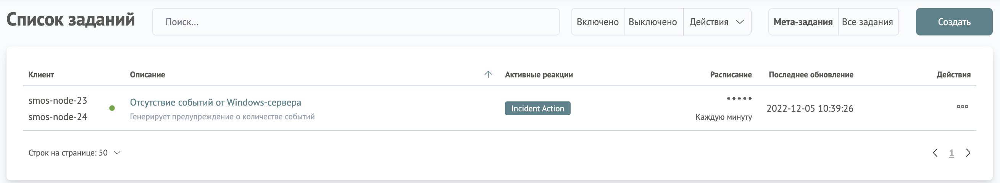 Список заданий
Поиск...
Включено Выключено Действия
Мета-задания Все задания
Создать
Клиент Описание Активные реакции Расписание Последнее обновление Действия
smos-node-23
smos-node-24
Отсутствие событий от Windows-сервера
Генерирует предупреждение о количестве событий
Incident Action
* * * * *
Каждую минуту
2022-12-05 10:39:26
Строк на странице: 50
1